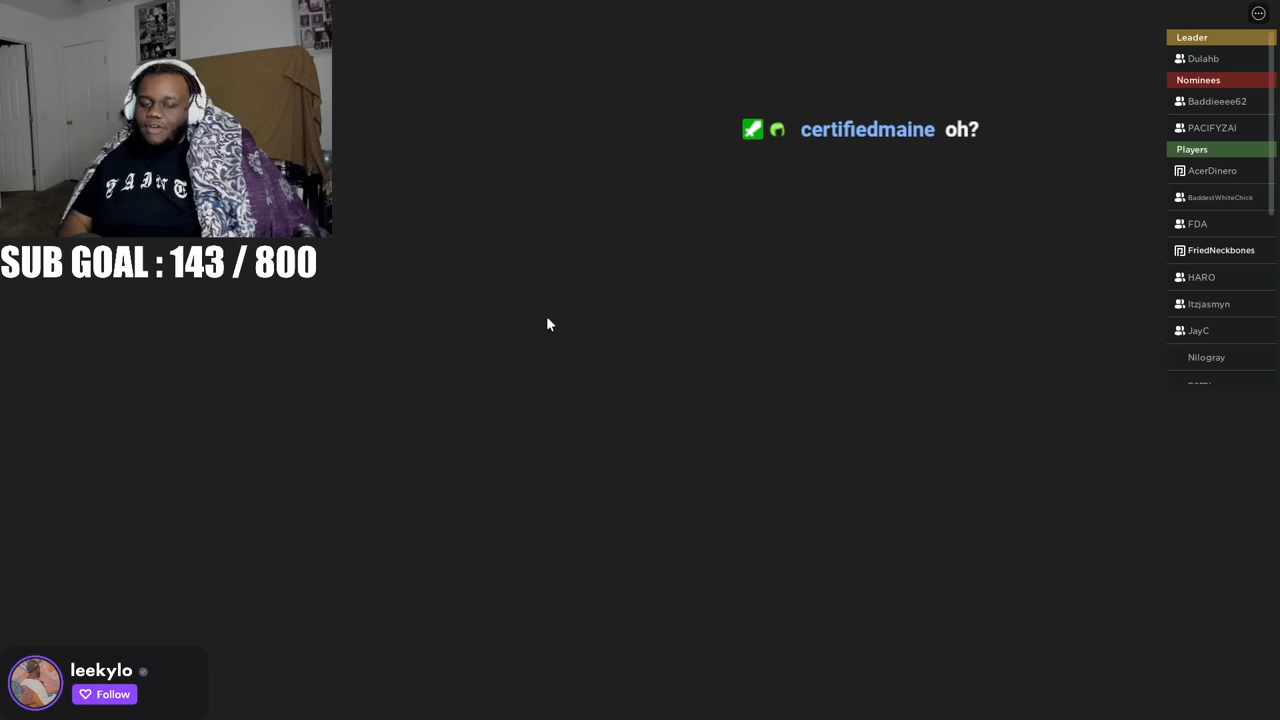 TAINT
SUB GOAL : 143 / 800
certifiedmaine oh?
Leader
Dulahb
Nominees
Baddieeee62
PACIFYZAI
Players
AcerDinero
BaddestWhiteChick
FDA
FriedNeckbones
HARO
Itzjasmyn
JayC
Nilogray
leekylo
Follow